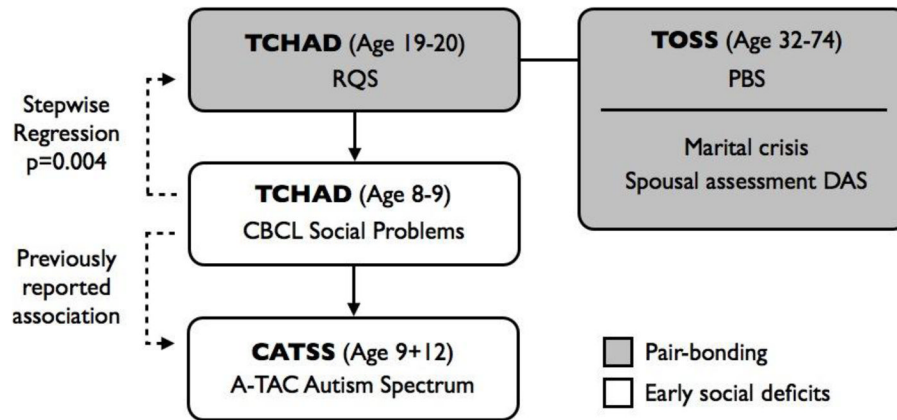 TCHAD (Age 19-20)
RQS
TOSS (Age 32-74)
PBS
Marital crisis
Spousal assessment DAS
Stepwise
Regression
p=0.004
TCHAD (Age 8-9)
CBCL Social Problems
Previously
reported
association
CATSS (Age 9+12)
A-TAC Autism Spectrum
Pair-bonding
Early social deficits